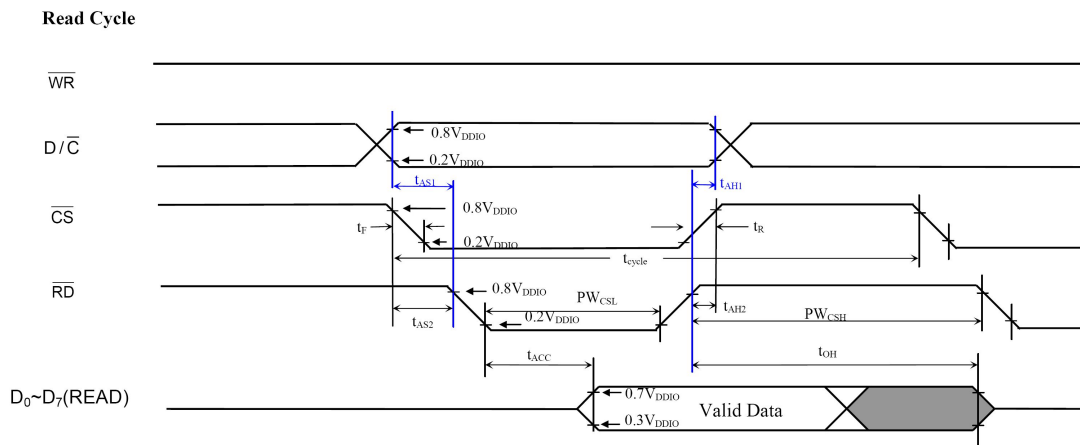 Read Cycle
WR
D/C
0.8VDDIO
0.2VDDIO
tAS1
tAH1
CS
0.8VDDIO
tF
tR
0.2VDDIO
tcycle
RD
0.8VDDIO
PWCSL
tAH2
tAS2
0.2VDDIO
PWCSH
tACC
tOH
D0~D7(READ)
0.7VDDIO
Valid Data
0.3VDDIO